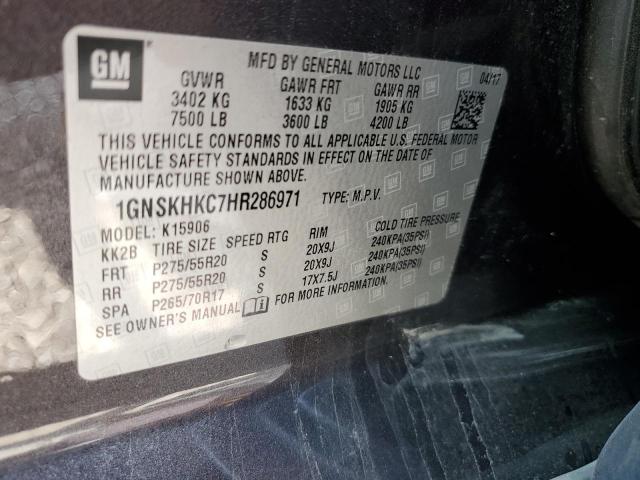 GM
MFD BY GENERAL MOTORS LLC 04/17
GVWR GAWR FRT GAWR RR
3402 KG 1633 KG 1905 KG
7500 LB 3600 LB 4200 LB
THIS VEHICLE CONFORMS TO ALL APPLICABLE U.S. FEDERAL MOTOR
VEHICLE SAFETY STANDARDS IN EFFECT ON THE DATE OF
MANUFACTURE SHOWN ABOVE.
1GNSKHKC7HR286971 TYPE: M.P.V.
MODEL: K15906
KK2B TIRE SIZE SPEED RTG RIM COLD TIRE PRESSURE
FRT P275/55R20 S 20X9J 240KPA(35PSI)
RR P275/55R20 S 20X9J 240KPA(35PSI)
SPA P265/70R17 S 17X7.5J 240KPA(35PSI)
SEE OWNER'S MANUAL FOR MORE INFORMATION.